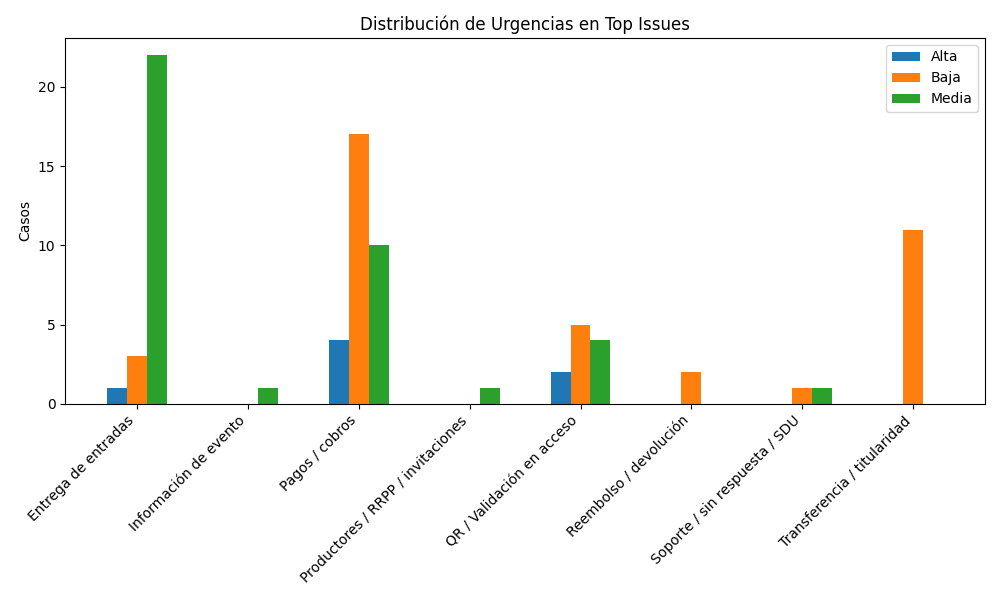 Distribución de Urgencias en Top Issues
Alta
Baja
Media
Casos
20
15
10
5
0
Entrega de entradas
Información de evento
Pagos / cobros
Productores / RRPP / invitaciones
QR / Validación en acceso
Reembolso / devolución
Soporte / sin respuesta / SDU
Transferencia / titularidad